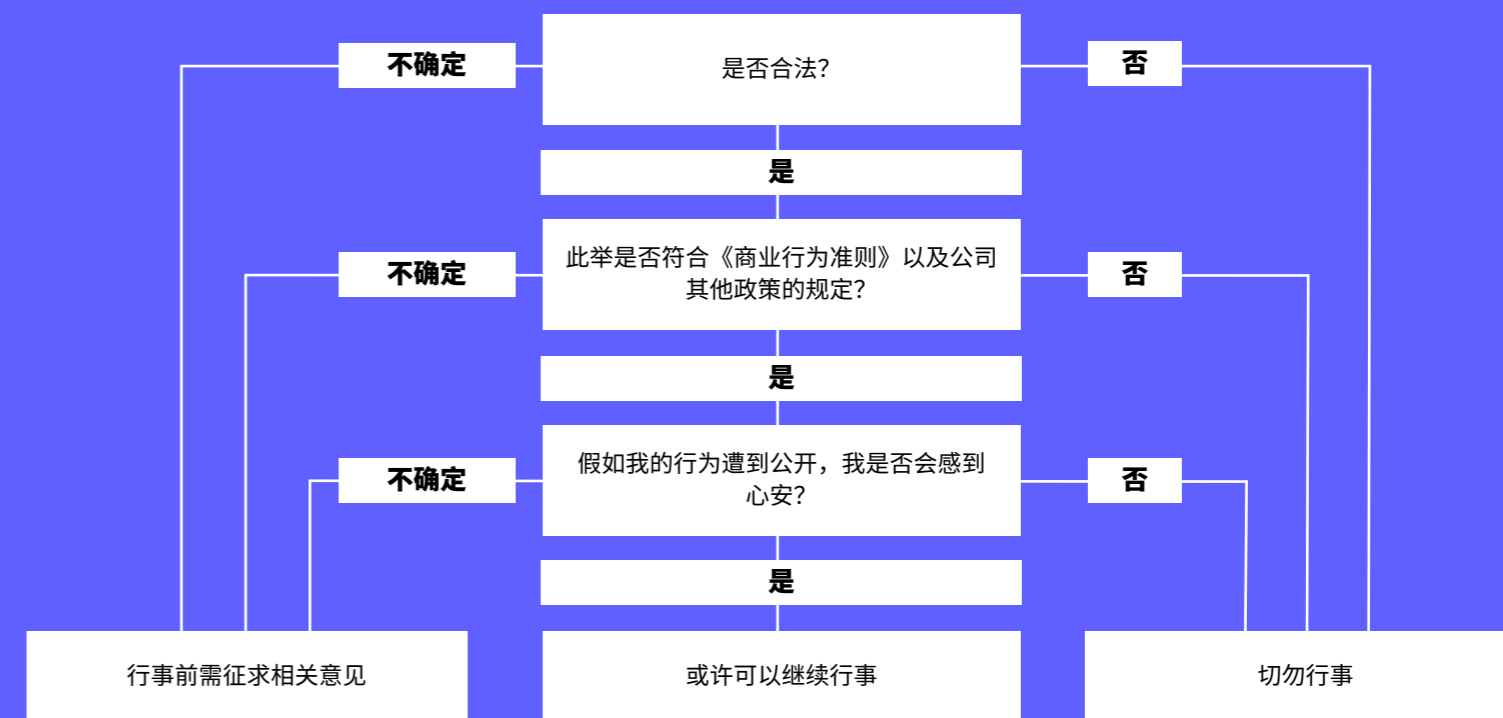 不确定
是否合法？
否
是
不确定
此举是否符合《商业行为准则》以及公司
其他政策的规定？
否
是
不确定
假如我的行为遭到公开，我是否会感到
心安？
否
是
行事前需征求相关意见
或许可以继续行事
切勿行事